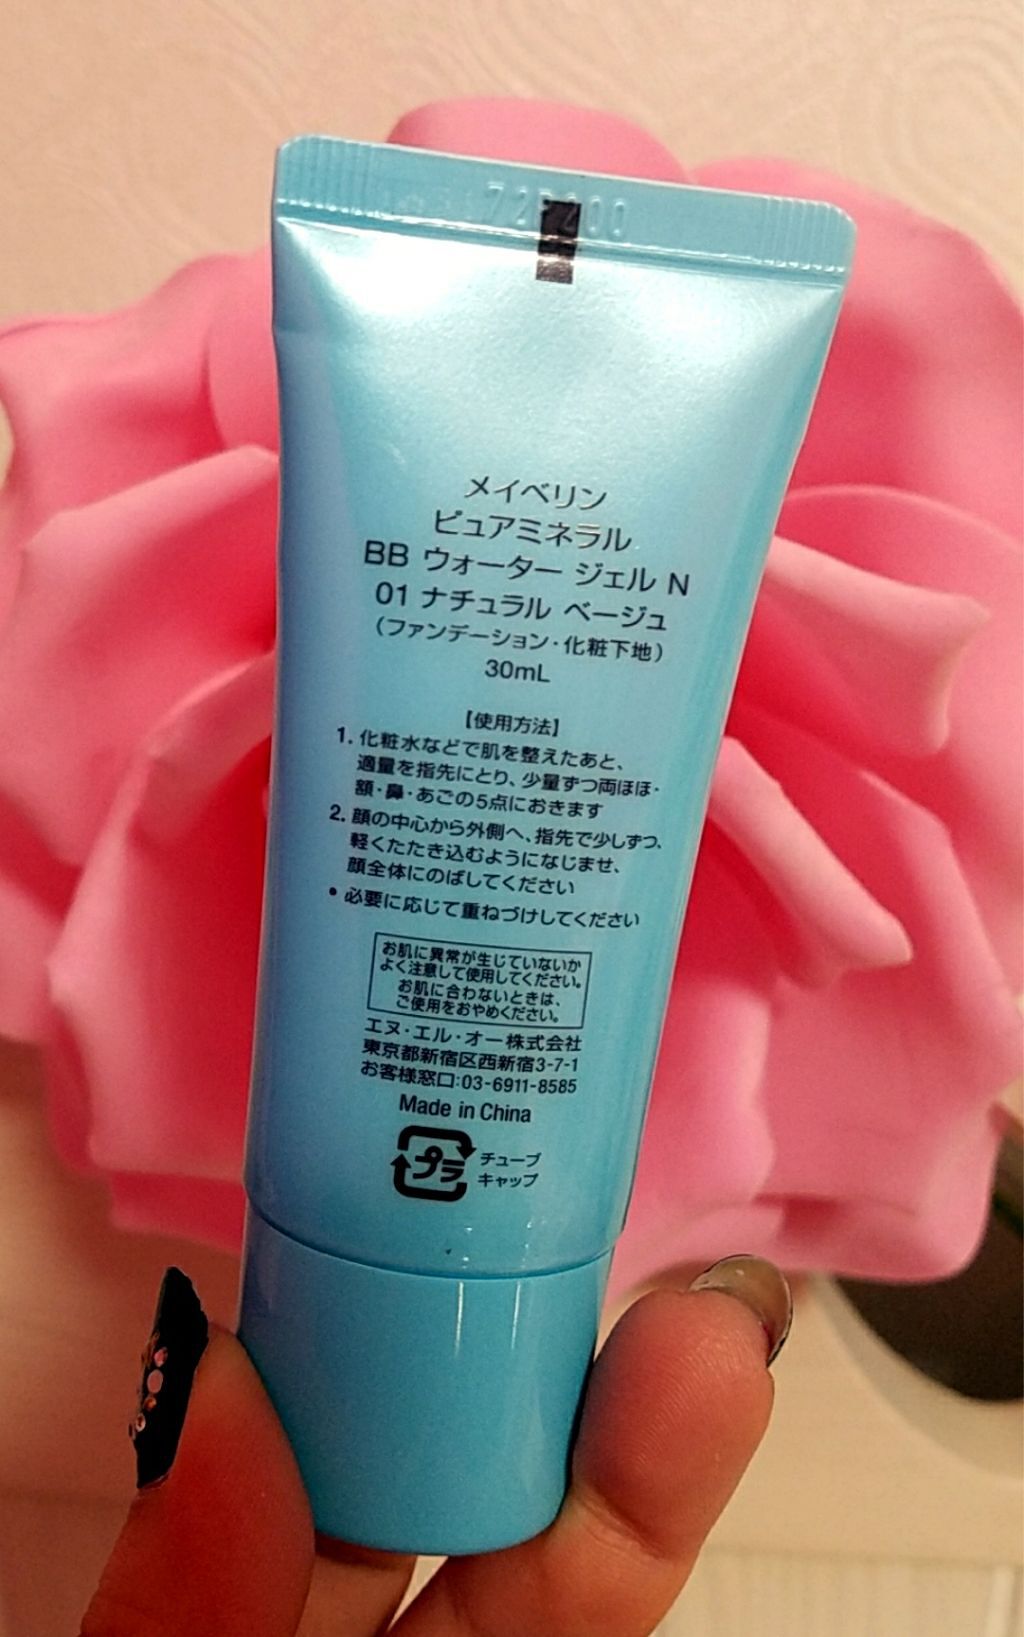 メイベリン
ピュアミネラル
BB ウォーター ジェル N
01 ナチュラル ベージュ
(ファンデーション・化粧下地)
30mL
【使用方法】
1. 化粧水などで肌を整えたあと、
適量を指先にとり、少量ずつ両ほほ・
額・鼻・あごの5点におきます
2. 顔の中心から外側へ、指先で少しずつ、
軽くたたき込むようになじませ、
顔全体にのばしてください
• 必要に応じて重ねづけしてください
お肌に異常が生じていないか
よく注意して使用してください。
お肌に合わないときは、
ご使用をおやめください。
エヌ・エル・オー株式会社
東京都新宿区西新宿3-7-1
お客様窓口:03-6911-8585
Made in China
プラ チューブ
キャップ